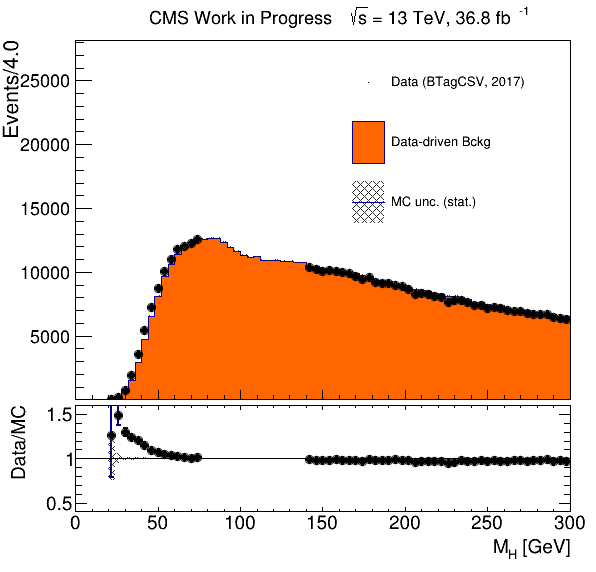 CMS Work in Progress √s = 13 TeV, 36.8 fb⁻¹
Events/4.0
25000
20000
15000
10000
5000
Data (BTagCSV, 2017)
Data-driven Bckg
MC unc. (stat.)
Data/MC
1.5
1
0.5
0 50 100 150 200 250 300
M_H [GeV]